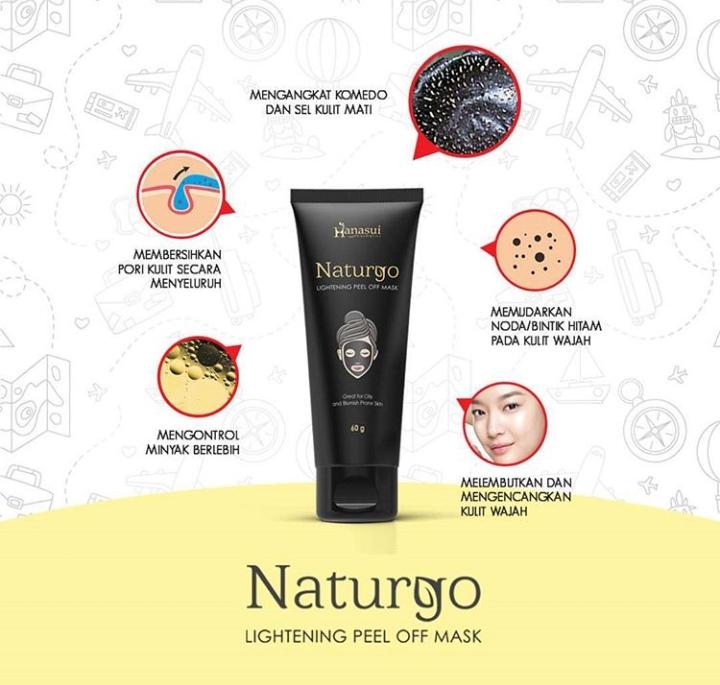 MENGANGKAT KOMEDO
DAN SEL KULIT MATI
MEMBERSIHKAN
PORI KULIT SECARA
MENYELURUH
Hanasui
Naturgo
LIGHTENING PEEL OFF MASK
Great for Oily
and Blemish Prone Skin
60 g
MEMUDARKAN
NODA/BINTIK HITAM
PADA KULIT WAJAH
MENGONTROL
MINYAK BERLEBIH
MELEMBUTKAN DAN
MENGENCANGKAN
KULIT WAJAH
Naturgo
LIGHTENING PEEL OFF MASK